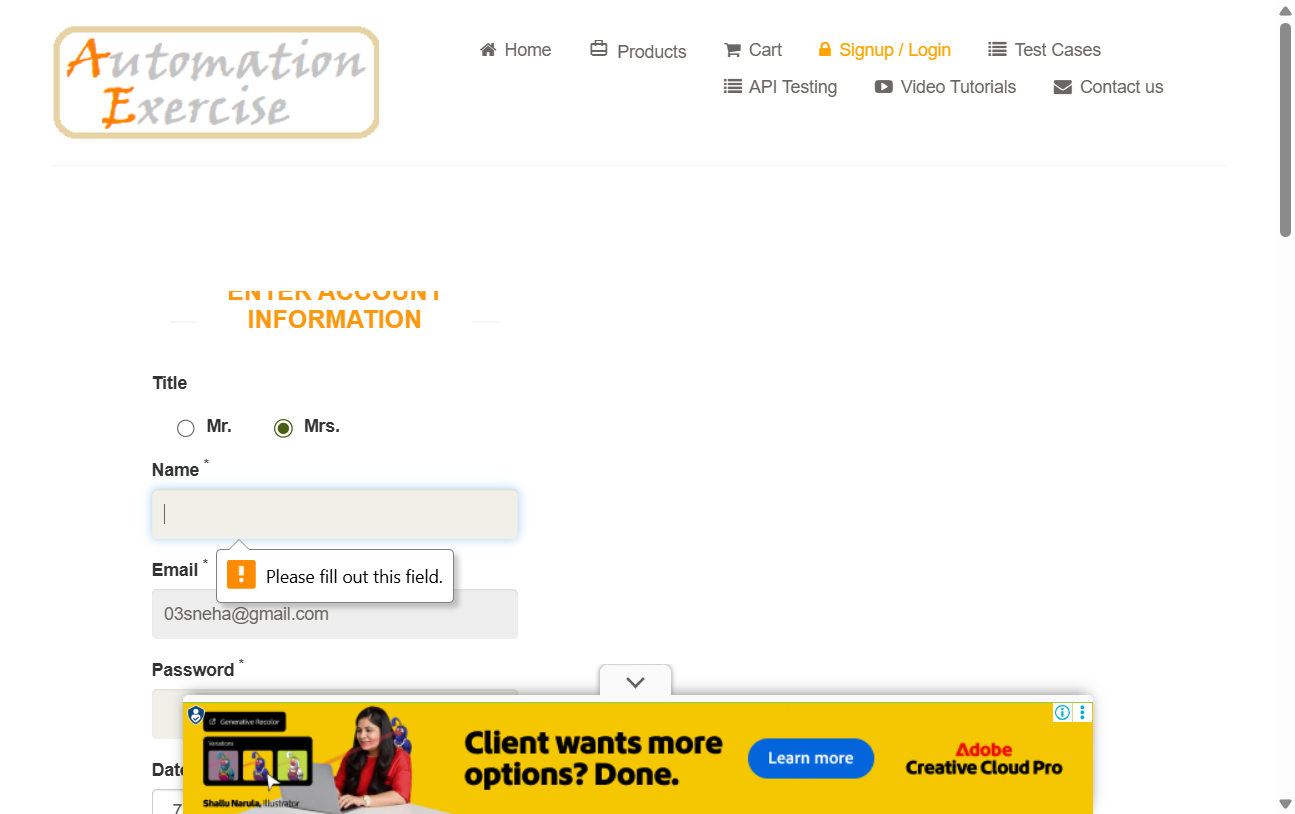 Automation
Exercise
Home
Products
Cart
Signup / Login
Test Cases
API Testing
Video Tutorials
Contact us
ENTER ACCOUNT
INFORMATION
Title
Mr.
Mrs.
Name *
Please fill out this field.
Email *
03sneha@gmail.com
Password *
Date
7
Generative Recolor
Variations
Shallu Narula, Illustrator
Client wants more
options? Done.
Learn more
Adobe
Creative Cloud Pro